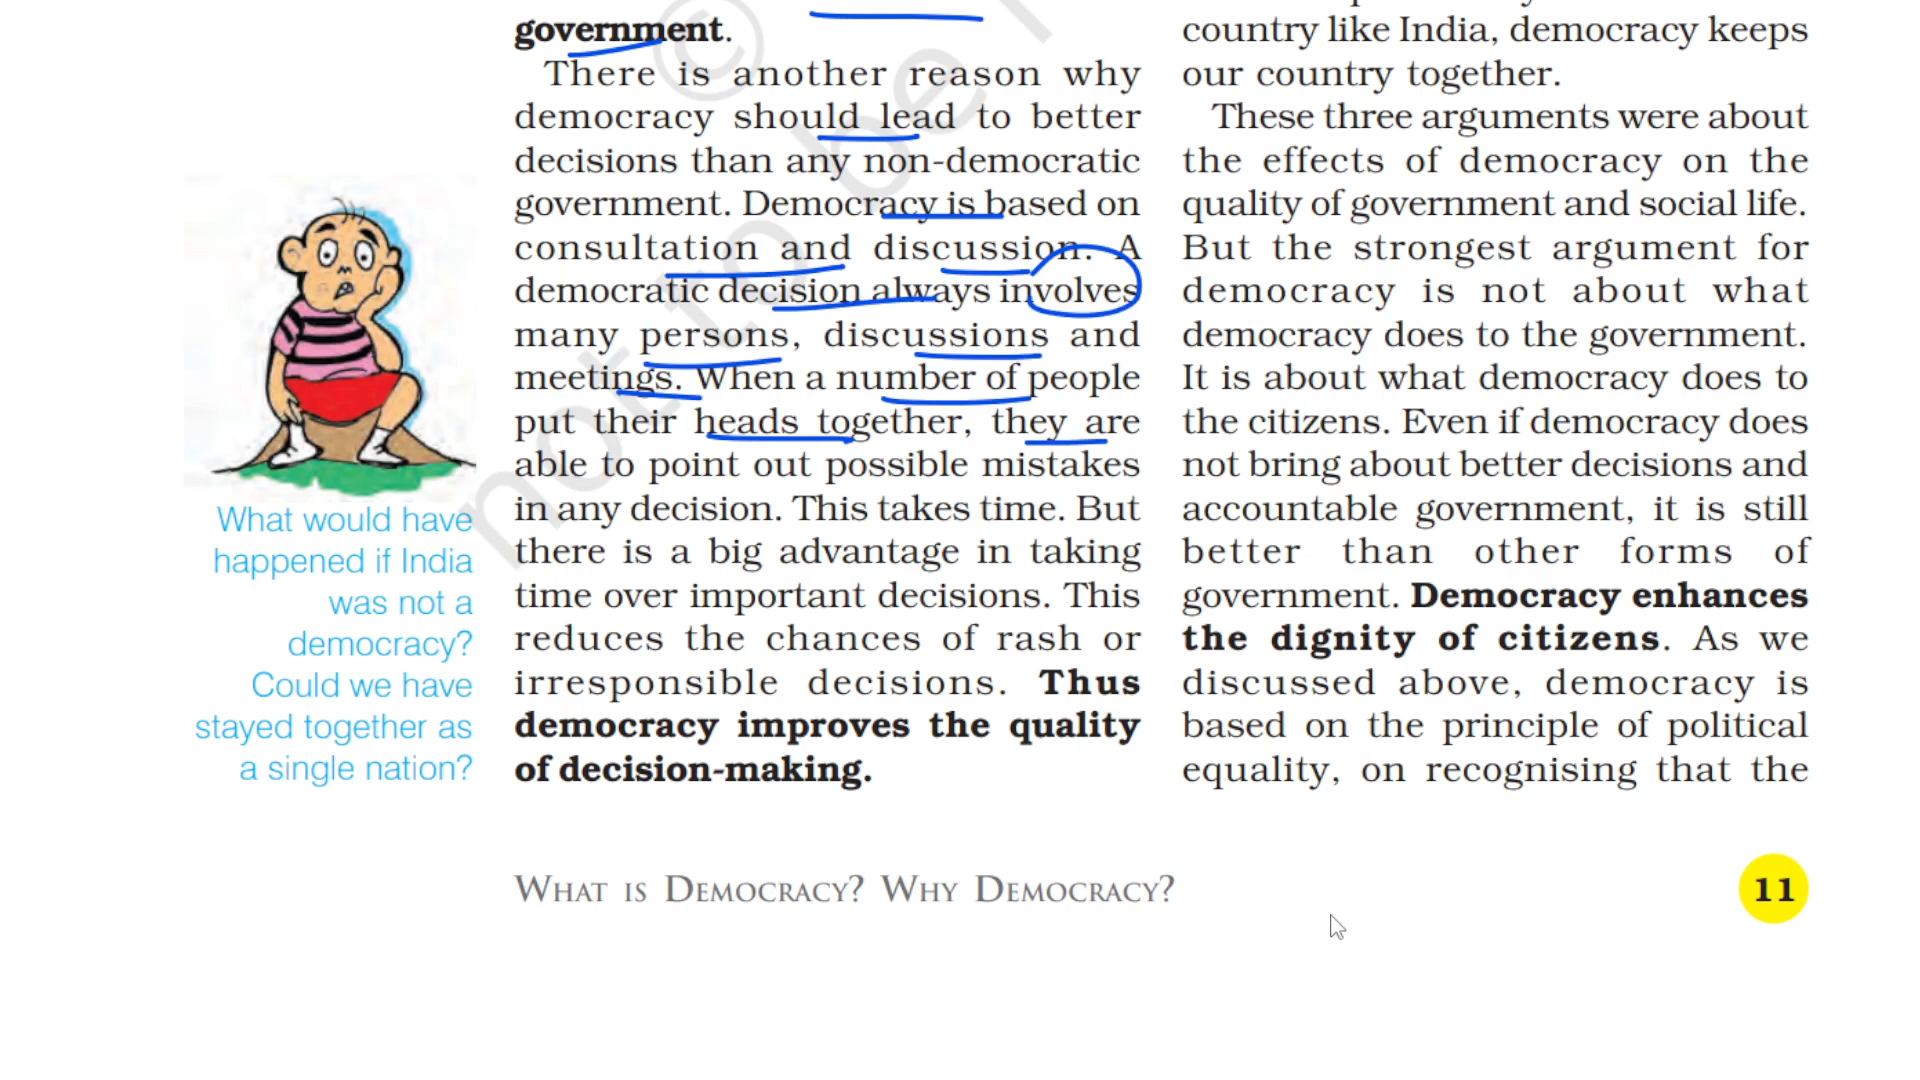 government.
There is another reason why
democracy should lead to better
decisions than any non-democratic
government. Democracy is based on
consultation and discussion. A
democratic decision always involves
many persons, discussions and
meetings. When a number of people
put their heads together, they are
able to point out possible mistakes
in any decision. This takes time. But
there is a big advantage in taking
time over important decisions. This
reduces the chances of rash or
irresponsible decisions. Thus
democracy improves the quality
of decision-making.
country like India, democracy keeps
our country together.
These three arguments were about
the effects of democracy on the
quality of government and social life.
But the strongest argument for
democracy is not about what
democracy does to the government.
It is about what democracy does to
the citizens. Even if democracy does
not bring about better decisions and
accountable government, it is still
better than other forms of
government. Democracy enhances
the dignity of citizens. As we
discussed above, democracy is
based on the principle of political
equality, on recognising that the
What would have
happened if India
was not a
democracy?
Could we have
stayed together as
a single nation?
© not to be
What is Democracy? Why Democracy?
11